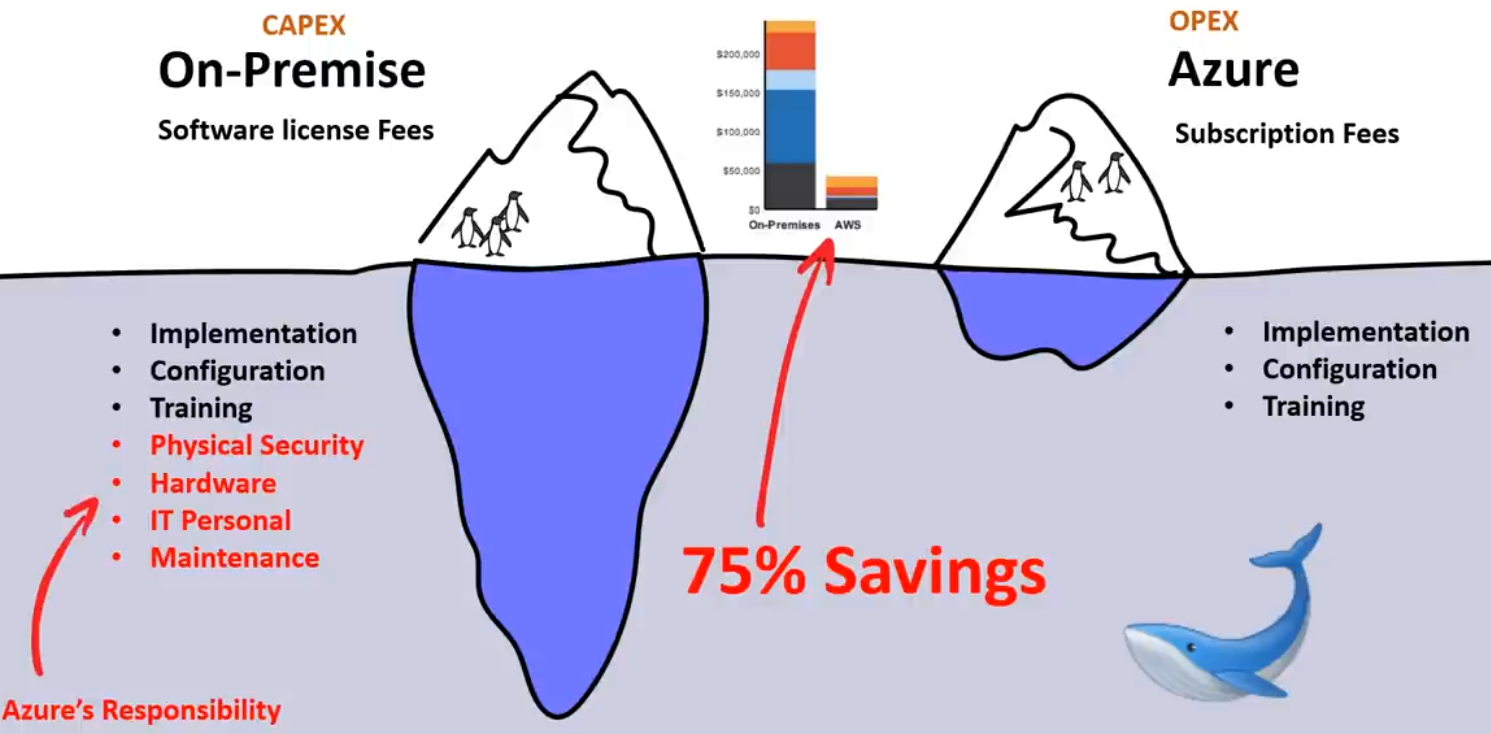 CAPEX
On-Premise
Software license Fees
$200,000
$150,000
$100,000
$50,000
$0
On-Premises AWS
OPEX
Azure
Subscription Fees
• Implementation
• Configuration
• Training
• Physical Security
• Hardware
• IT Personal
• Maintenance
Azure's Responsibility
75% Savings
• Implementation
• Configuration
• Training